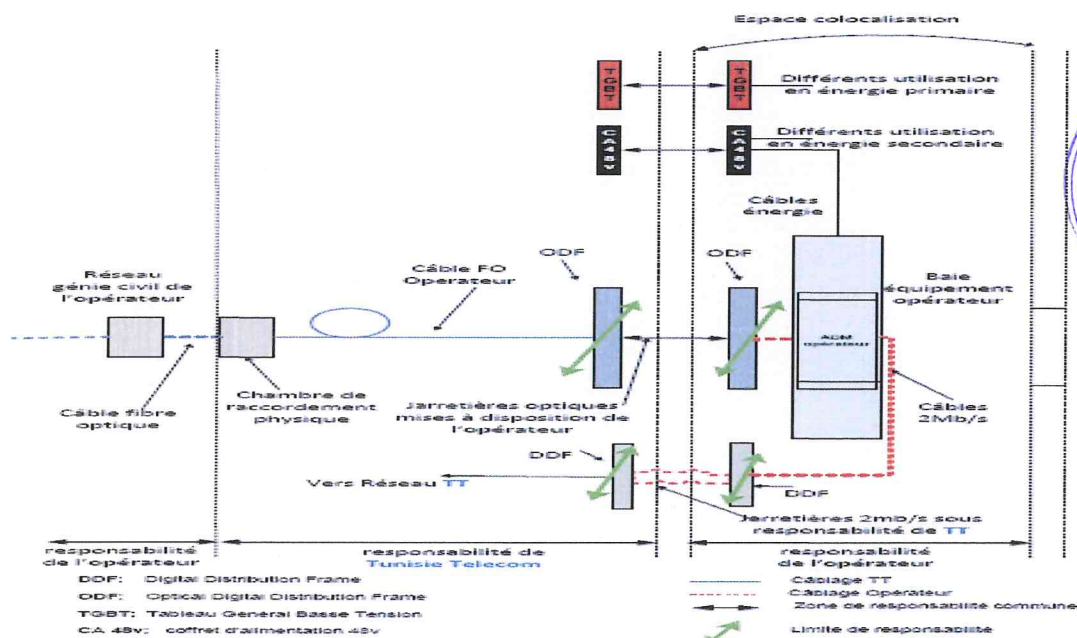 Espace colocalisation
TGBT
TGBT
Différents utilisation
en énergie primaire
CA48v
CA48v
Différents utilisation
en énergie secondaire
Câbles
énergie
ODF
ODF
Réseau
génie civil de
l'opérateur
Câble FO
Operateur
Baie
équipement
opérateur
ADM
opérateur
Câble fibre
optique
Chambre de
raccordement
physique
Jarretières optiques
mises à disposition de
l'opérateur
Câbles
2Mb/s
DDF
Vers Réseau TT
DDF
Jerretières 2mb/s sous
responsabilité de TT
responsabilité
de l'opérateur
responsabilité de
Tunisie Telecom
responsabilité
de l'opérateur
DDF: Digital Distribution Frame
ODF: Optical Digital Distribution Frame
TGBT: Tableau General Basse Tension
CA 48v: coffret d'alimentation 48v
Câblage TT
Câblage Opérateur
Zone de responsabilité commune
Limite de responsabilité